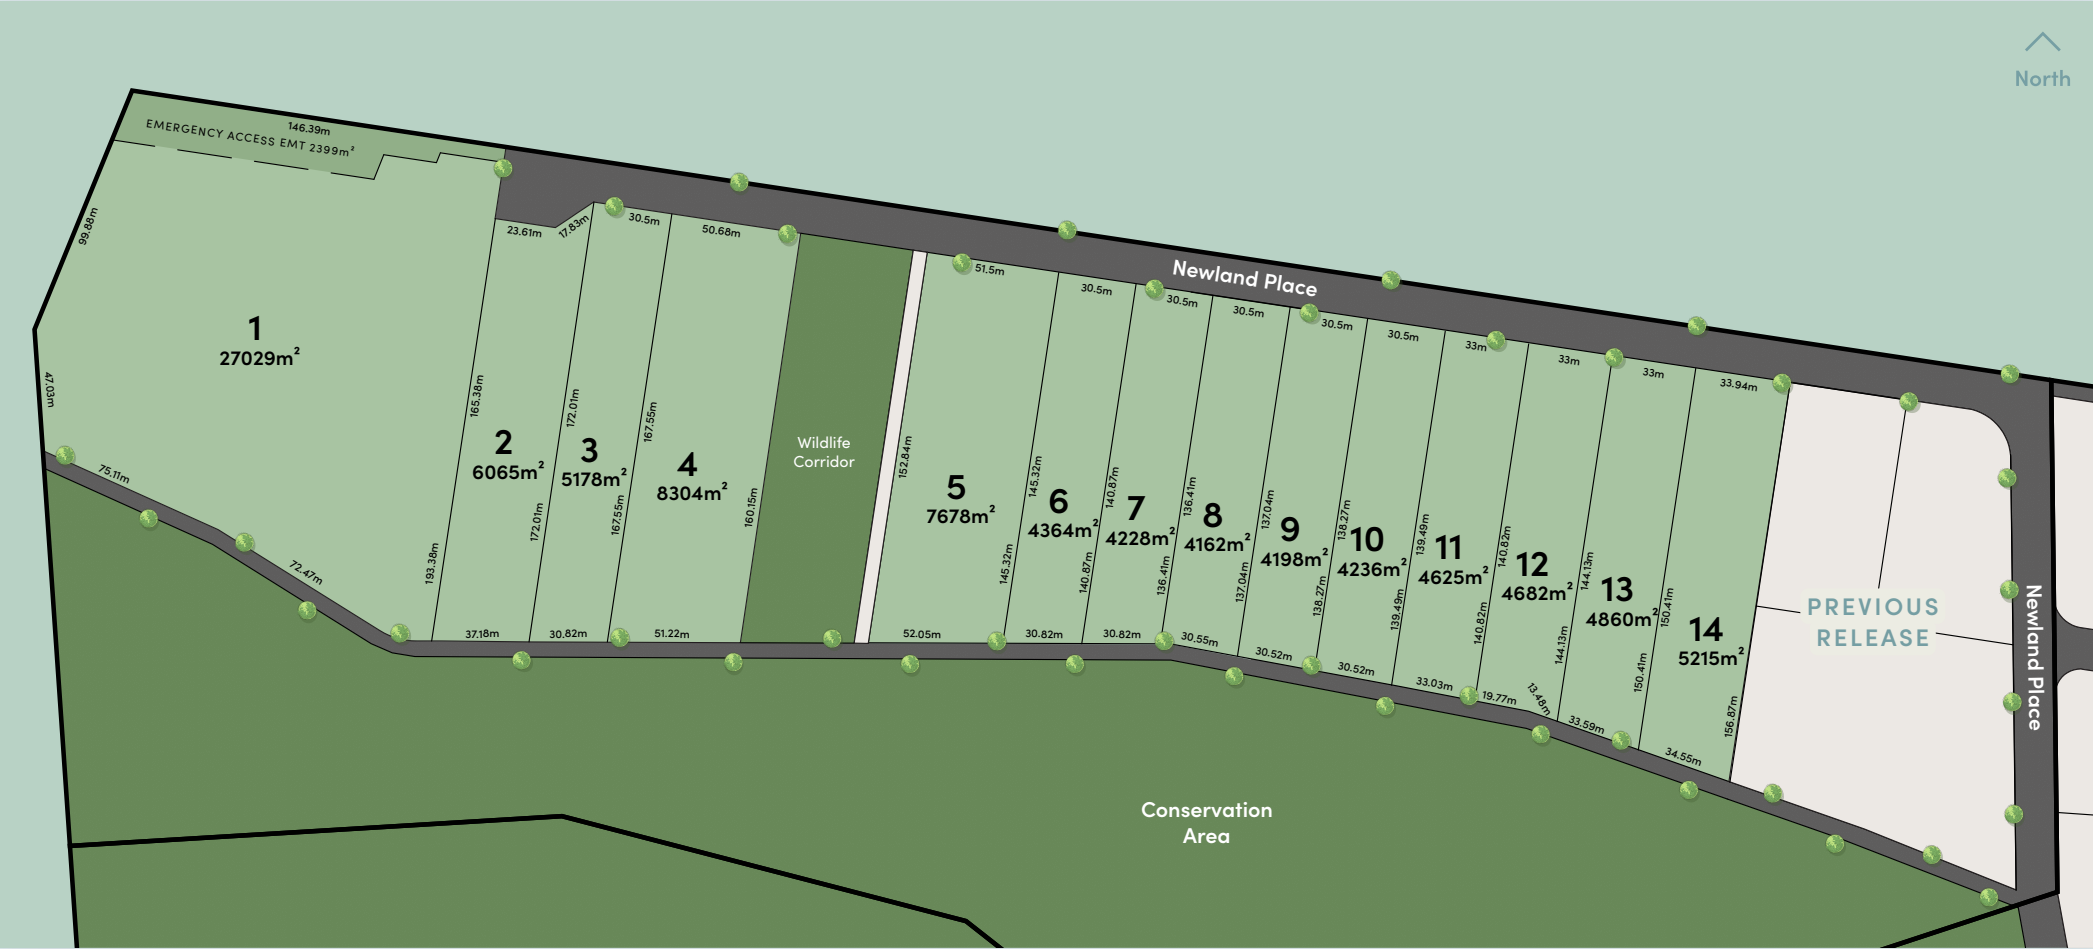 North
146.39m
EMERGENCY ACCESS EMT 2399m²
99.88m
47.03m
1
27029m²
75.11m
72.47m
193.38m
165.38m
23.61m
17.83m
2
6065m²
37.18m
172.01m
172.01m
30.5m
3
5178m²
30.82m
167.55m
167.55m
50.68m
4
8304m²
51.22m
160.15m
Wildlife
Corridor
Newland Place
51.5m
152.84m
5
7678m²
52.05m
145.32m
145.32m
30.5m
6
4364m²
30.82m
140.87m
140.87m
30.5m
7
4228m²
30.82m
136.41m
136.41m
30.5m
8
4162m²
30.55m
137.04m
137.04m
30.5m
9
4198m²
30.52m
138.27m
138.27m
30.5m
10
4236m²
30.52m
139.49m
139.49m
33m
11
4625m²
33.03m
140.82m
140.82m
33m
12
4682m²
19.77m
13.48m
144.13m
144.13m
33m
13
4860m²
33.59m
150.41m
150.41m
33.94m
14
5215m²
34.55m
156.87m
PREVIOUS
RELEASE
Newland Place
Conservation
Area